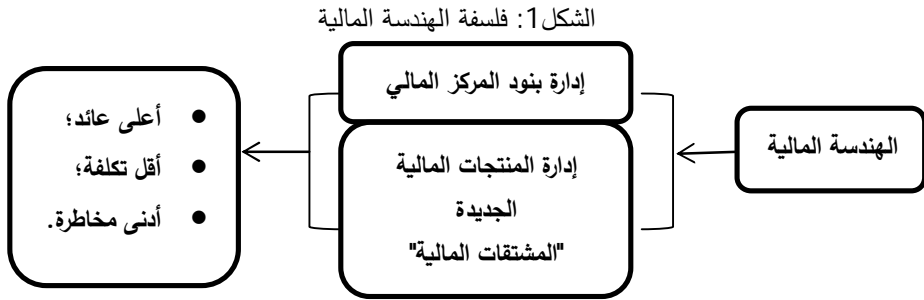 الشكل1: فلسفة الهندسة المالية
الهندسة المالية
إدارة بنود المركز المالي
إدارة المنتجات المالية
الجديدة
"المشتقات المالية"
● أعلى عائد؛
● أقل تكلفة؛
● أدنى مخاطرة.